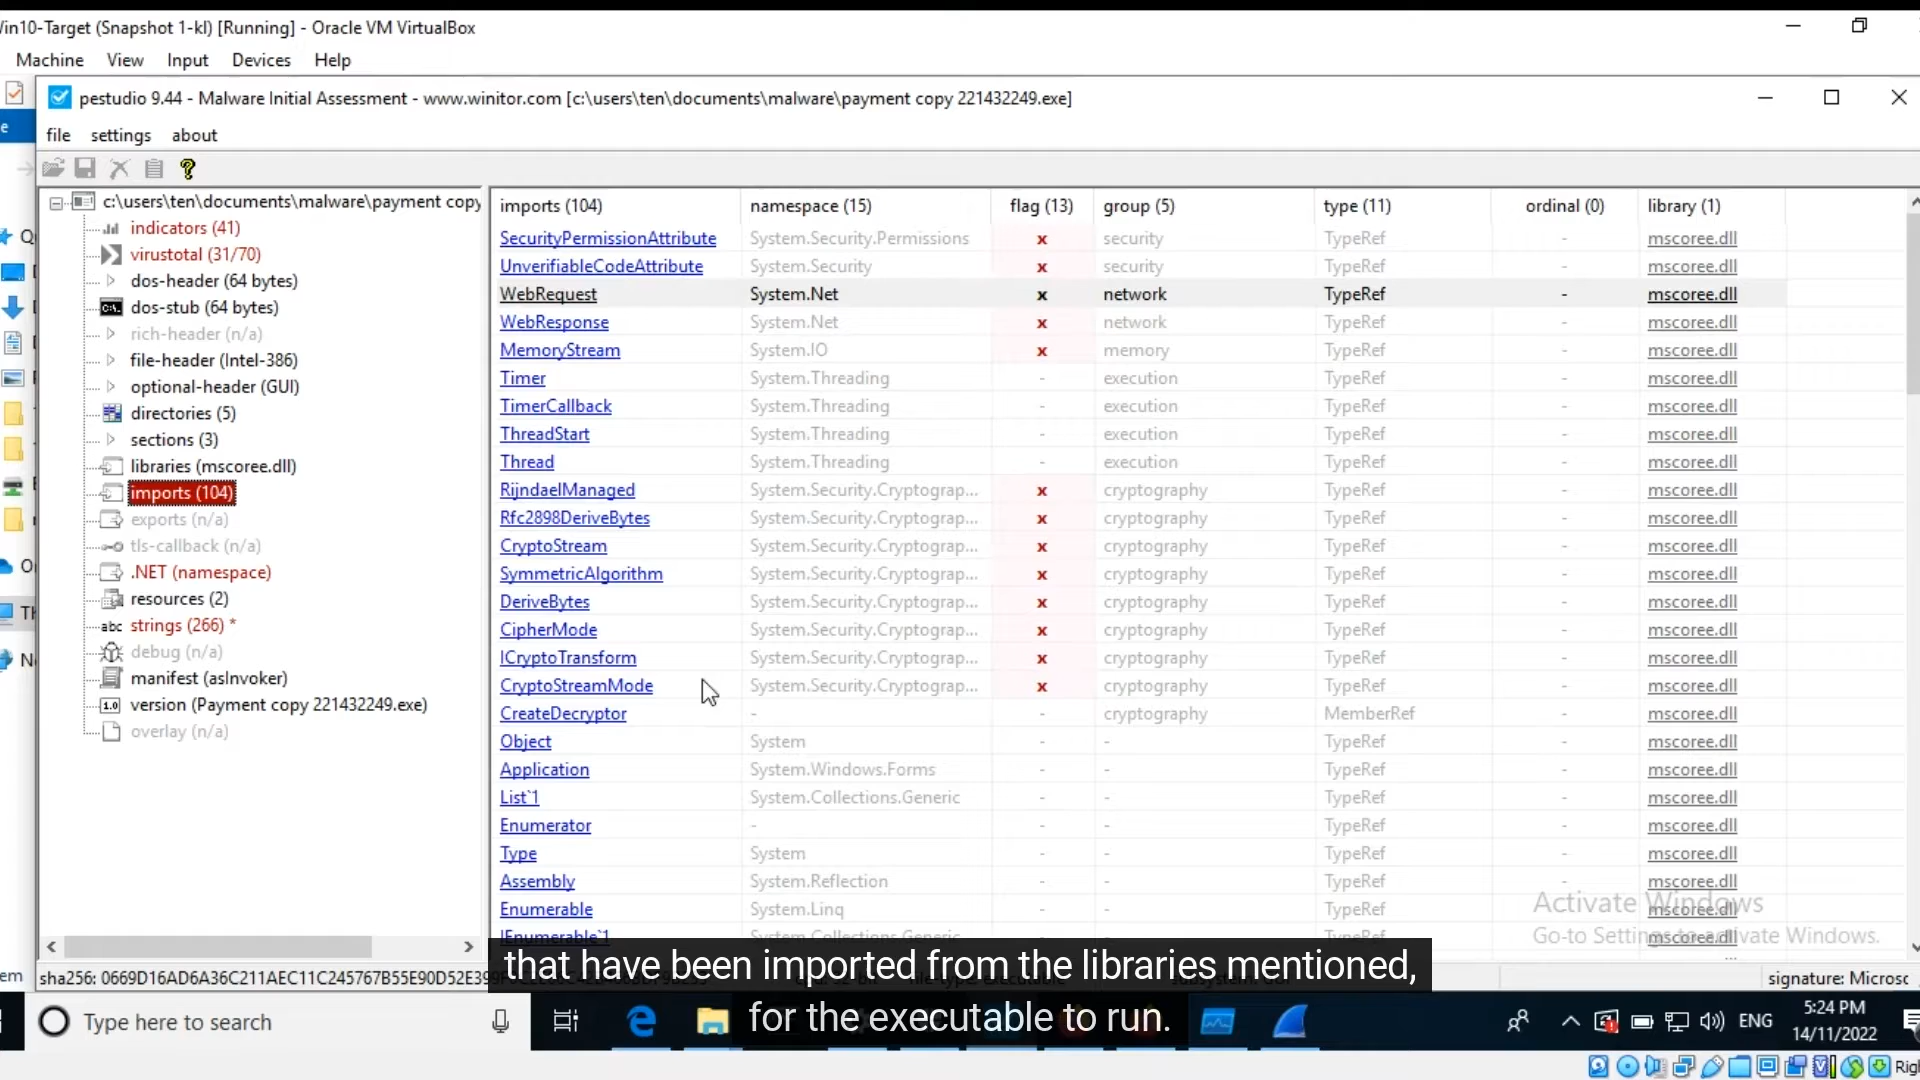 Win10-Target (Snapshot 1-kl) [Running] - Oracle VM VirtualBox
Machine View Input Devices Help
pestudio 9.44 - Malware Initial Assessment - www.winitor.com [c:\users\ten\documents\malware\payment copy 221432249.exe]
file settings about
c:\users\ten\documents\malware\payment copy
indicators (41)
virustotal (31/70)
dos-header (64 bytes)
dos-stub (64 bytes)
rich-header (n/a)
file-header (Intel-386)
optional-header (GUI)
directories (5)
sections (3)
libraries (mscoree.dll)
imports (104)
exports (n/a)
tls-callback (n/a)
.NET (namespace)
resources (2)
abc strings (266) *
debug (n/a)
manifest (asInvoker)
1.0 version (Payment copy 221432249.exe)
overlay (n/a)
imports (104) namespace (15) flag (13) group (5) type (11) ordinal (0) library (1)
SecurityPermissionAttribute System.Security.Permissions x security TypeRef - mscoree.dll
UnverifiableCodeAttribute System.Security x security TypeRef - mscoree.dll
WebRequest System.Net x network TypeRef - mscoree.dll
WebResponse System.Net x network TypeRef - mscoree.dll
MemoryStream System.IO x memory TypeRef - mscoree.dll
Timer System.Threading - execution TypeRef - mscoree.dll
TimerCallback System.Threading - execution TypeRef - mscoree.dll
ThreadStart System.Threading - execution TypeRef - mscoree.dll
Thread System.Threading - execution TypeRef - mscoree.dll
RijndaelManaged System.Security.Cryptograp... x cryptography TypeRef - mscoree.dll
Rfc2898DeriveBytes System.Security.Cryptograp... x cryptography TypeRef - mscoree.dll
CryptoStream System.Security.Cryptograp... x cryptography TypeRef - mscoree.dll
SymmetricAlgorithm System.Security.Cryptograp... x cryptography TypeRef - mscoree.dll
DeriveBytes System.Security.Cryptograp... x cryptography TypeRef - mscoree.dll
CipherMode System.Security.Cryptograp... x cryptography TypeRef - mscoree.dll
ICryptoTransform System.Security.Cryptograp... x cryptography TypeRef - mscoree.dll
CryptoStreamMode System.Security.Cryptograp... x cryptography TypeRef - mscoree.dll
CreateDecryptor - - cryptography MemberRef - mscoree.dll
Object System - - TypeRef - mscoree.dll
Application System.Windows.Forms - - TypeRef - mscoree.dll
List`1 System.Collections.Generic - - TypeRef - mscoree.dll
Enumerator - - - TypeRef - mscoree.dll
Type System - - TypeRef - mscoree.dll
Assembly System.Reflection - - TypeRef - mscoree.dll
Enumerable System.Linq - - TypeRef - mscoree.dll
IEnumerable`1 System.Collections.Generic mscoree.dll
Activate Windows
Go to Settings to activate Windows.
that have been imported from the libraries mentioned,
for the executable to run.
signature: Microsc
Type here to search
ENG
5:24 PM
14/11/2022